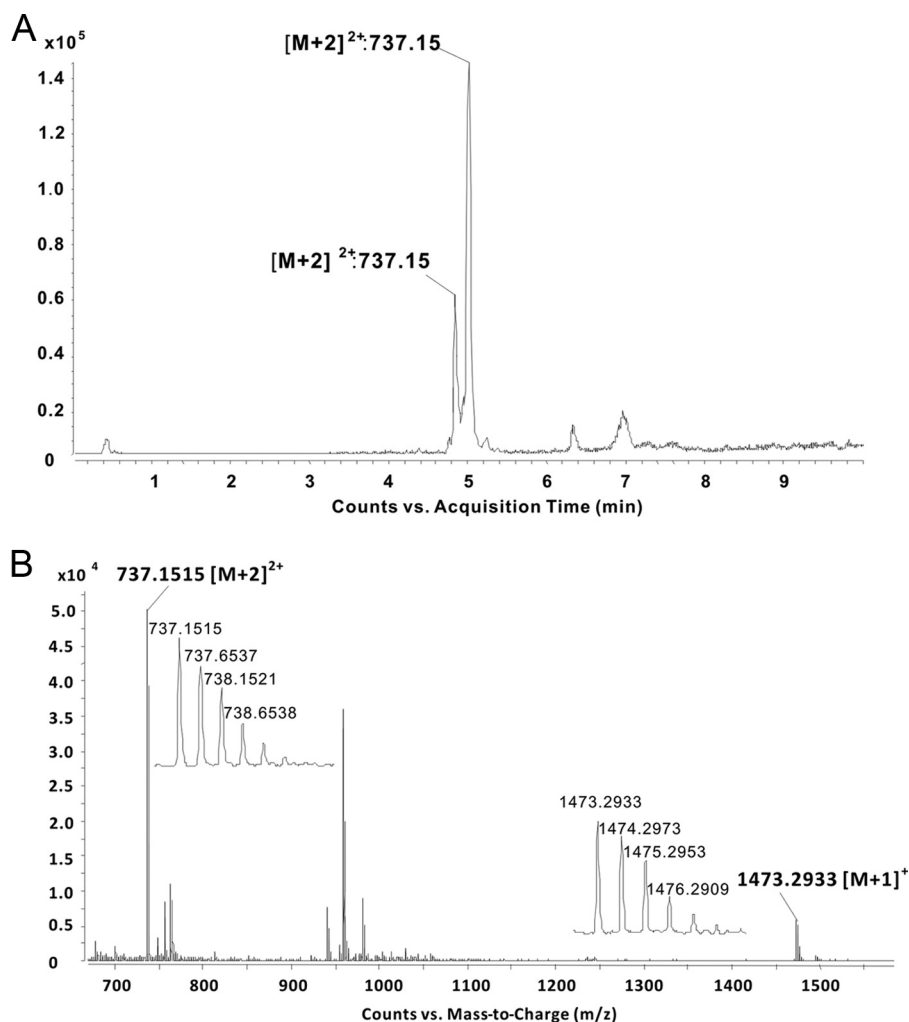 A
x10⁵
[M+2]²⁺:737.15
1.4
1.2
1.0
0.8
[M+2] ²⁺:737.15
0.6
0.4
0.2
0
1 2 3 4 5 6 7 8 9
Counts vs. Acquisition Time (min)
B
x10 ⁴
737.1515 [M+2]²⁺
5.0
737.1515
4.5
737.6537
4.0
738.1521
738.6538
3.5
3.0
2.5
2.0
1473.2933
1474.2973
1.5
1475.2953
1476.2909
1473.2933 [M+1]⁺
1.0
0.5
0
700 800 900 1000 1100 1200 1300 1400 1500
Counts vs. Mass-to-Charge (m/z)